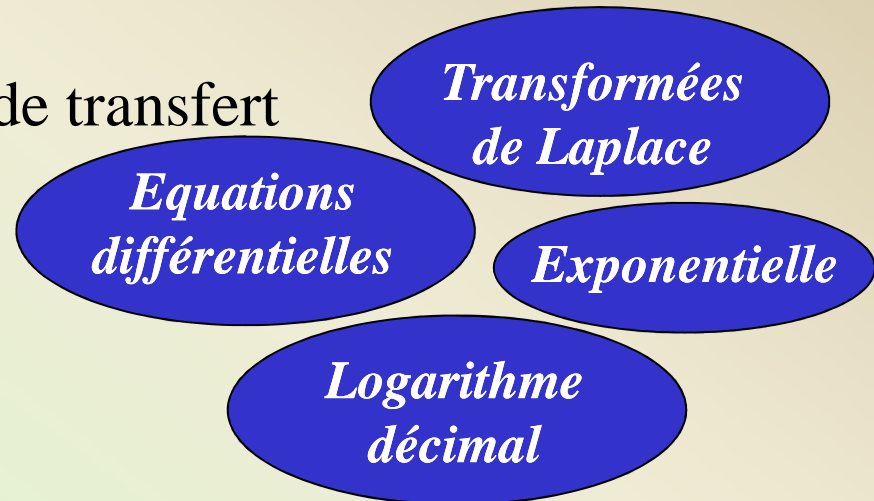 de transfert
Transformées
de Laplace
Equations
différentielles
Exponentielle
Logarithme
décimal